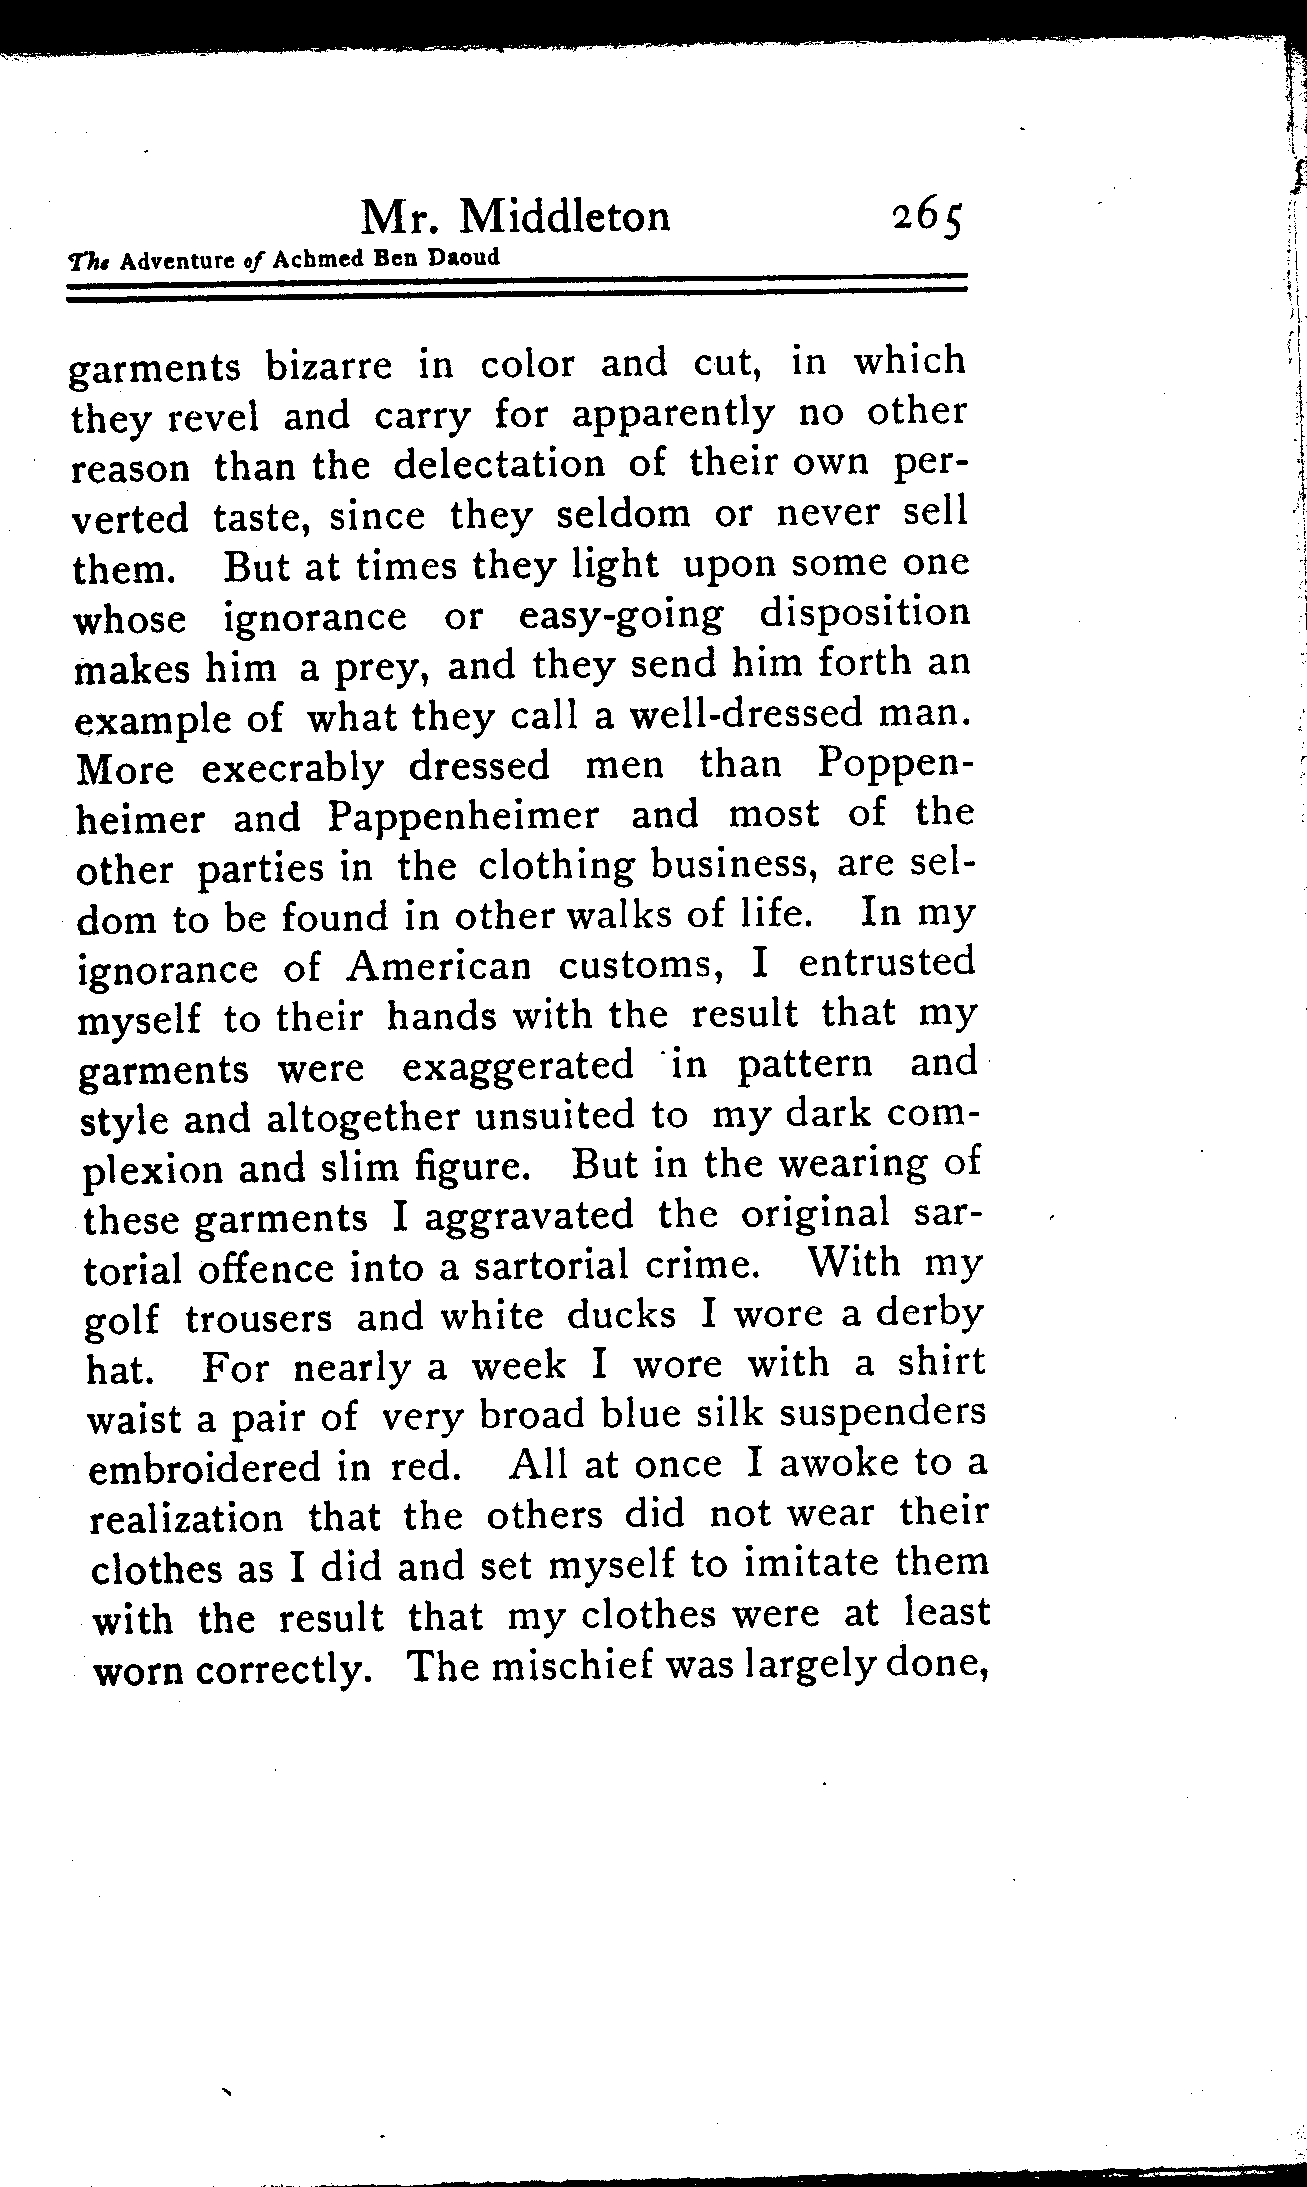 Mr. Middleton 265
The Adventure of Achmed Ben Daoud
garments bizarre in color and cut, in which
they revel and carry for apparently no other
reason than the delectation of their own per-
verted taste, since they seldom or never sell
them. But at times they light upon some one
whose ignorance or easy-going disposition
makes him a prey, and they send him forth an
example of what they call a well-dressed man.
More execrably dressed men than Poppen-
heimer and Pappenheimer and most of the
other parties in the clothing business, are sel-
dom to be found in other walks of life. In my
ignorance of American customs, I entrusted
myself to their hands with the result that my
garments were exaggerated in pattern and
style and altogether unsuited to my dark com-
plexion and slim figure. But in the wearing of
these garments I aggravated the original sar-
torial offence into a sartorial crime. With my
golf trousers and white ducks I wore a derby
hat. For nearly a week I wore with a shirt
waist a pair of very broad blue silk suspenders
embroidered in red. All at once I awoke to a
realization that the others did not wear their
clothes as I did and set myself to imitate them
with the result that my clothes were at least
worn correctly. The mischief was largely done,